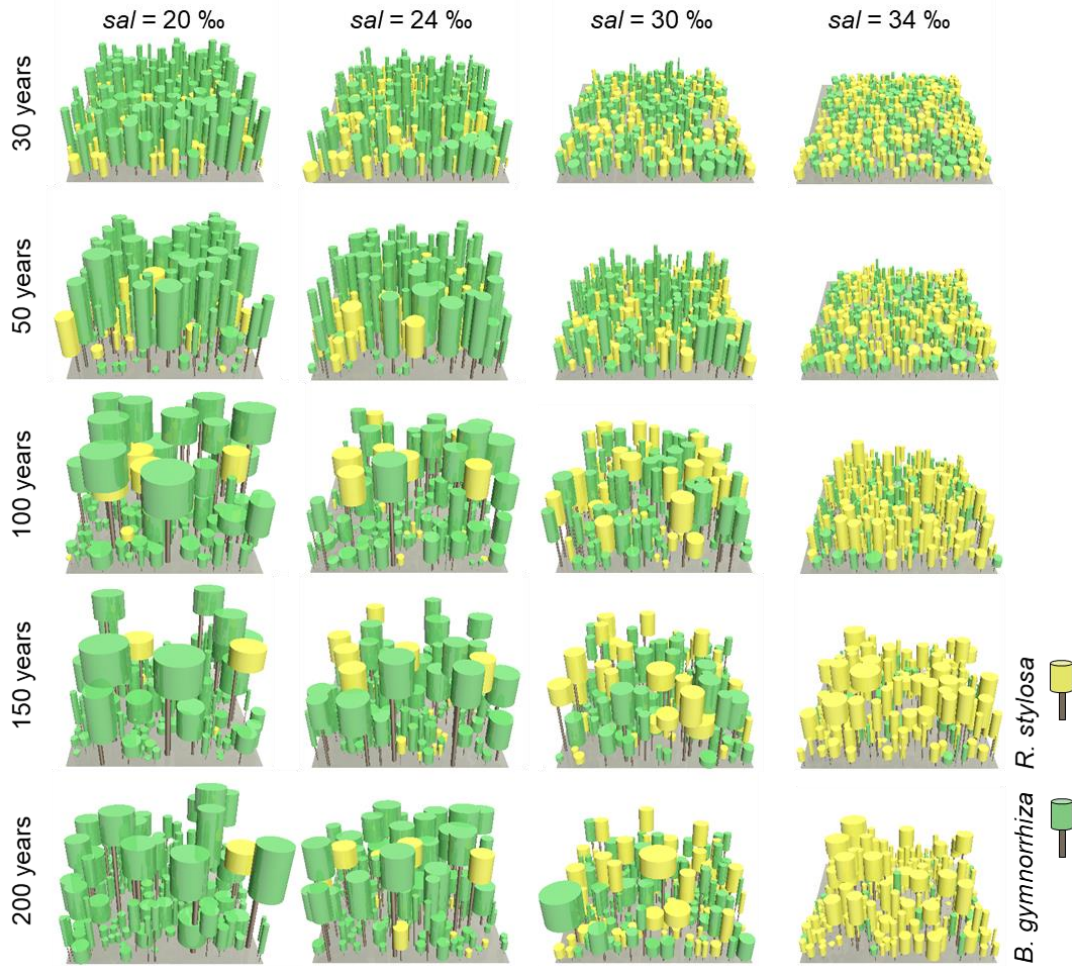 sal = 20 ‰
sal = 24 ‰
sal = 30 ‰
sal = 34 ‰
30 years
50 years
100 years
150 years
200 years
R. stylosa
B. gymnorrhiza